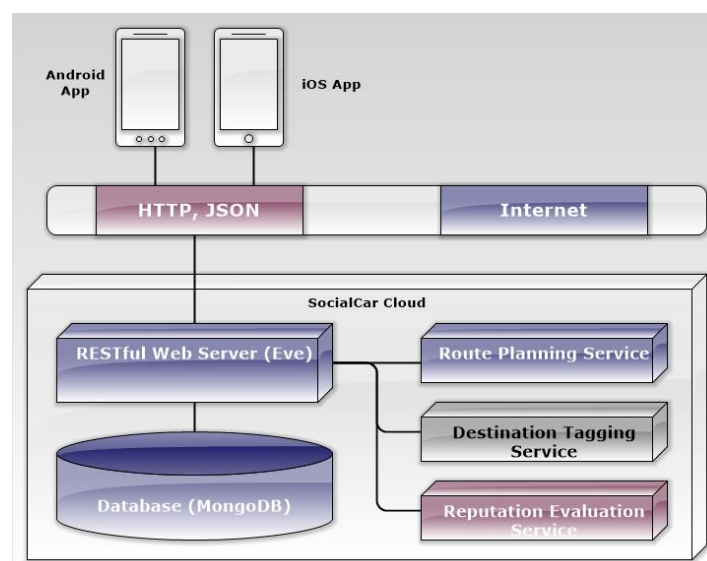 Android
App
iOS App
HTTP, JSON
Internet
SocialCar Cloud
RESTful Web Server (Eve)
Route Planning Service
Destination Tagging
Service
Database (MongoDB)
Reputation Evaluation
Service